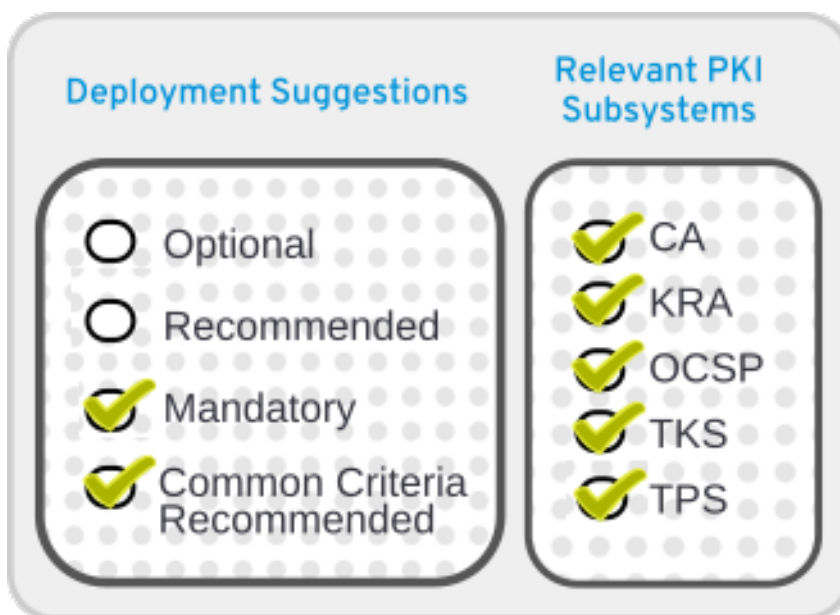 Deployment Suggestions
Optional
Recommended
Mandatory
Common Criteria
Recommended
Relevant PKI
Subsystems
CA
KRA
OCSP
TKS
TPS